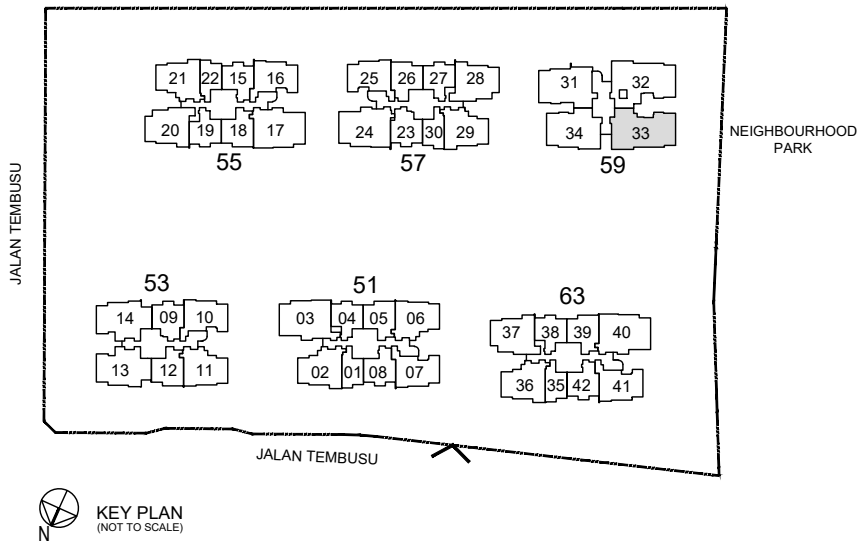 21 22 15 16
20 19 18 17
55
25 26 27 28
24 23 30 29
57
31 32
34 33
59
NEIGHBOURHOOD
PARK
JALAN TEMBUSU
53
14 09 10
13 12 11
51
03 04 05 06
02 01 08 07
63
37 38 39 40
36 35 42 41
JALAN TEMBUSU
N
KEY PLAN
(NOT TO SCALE)